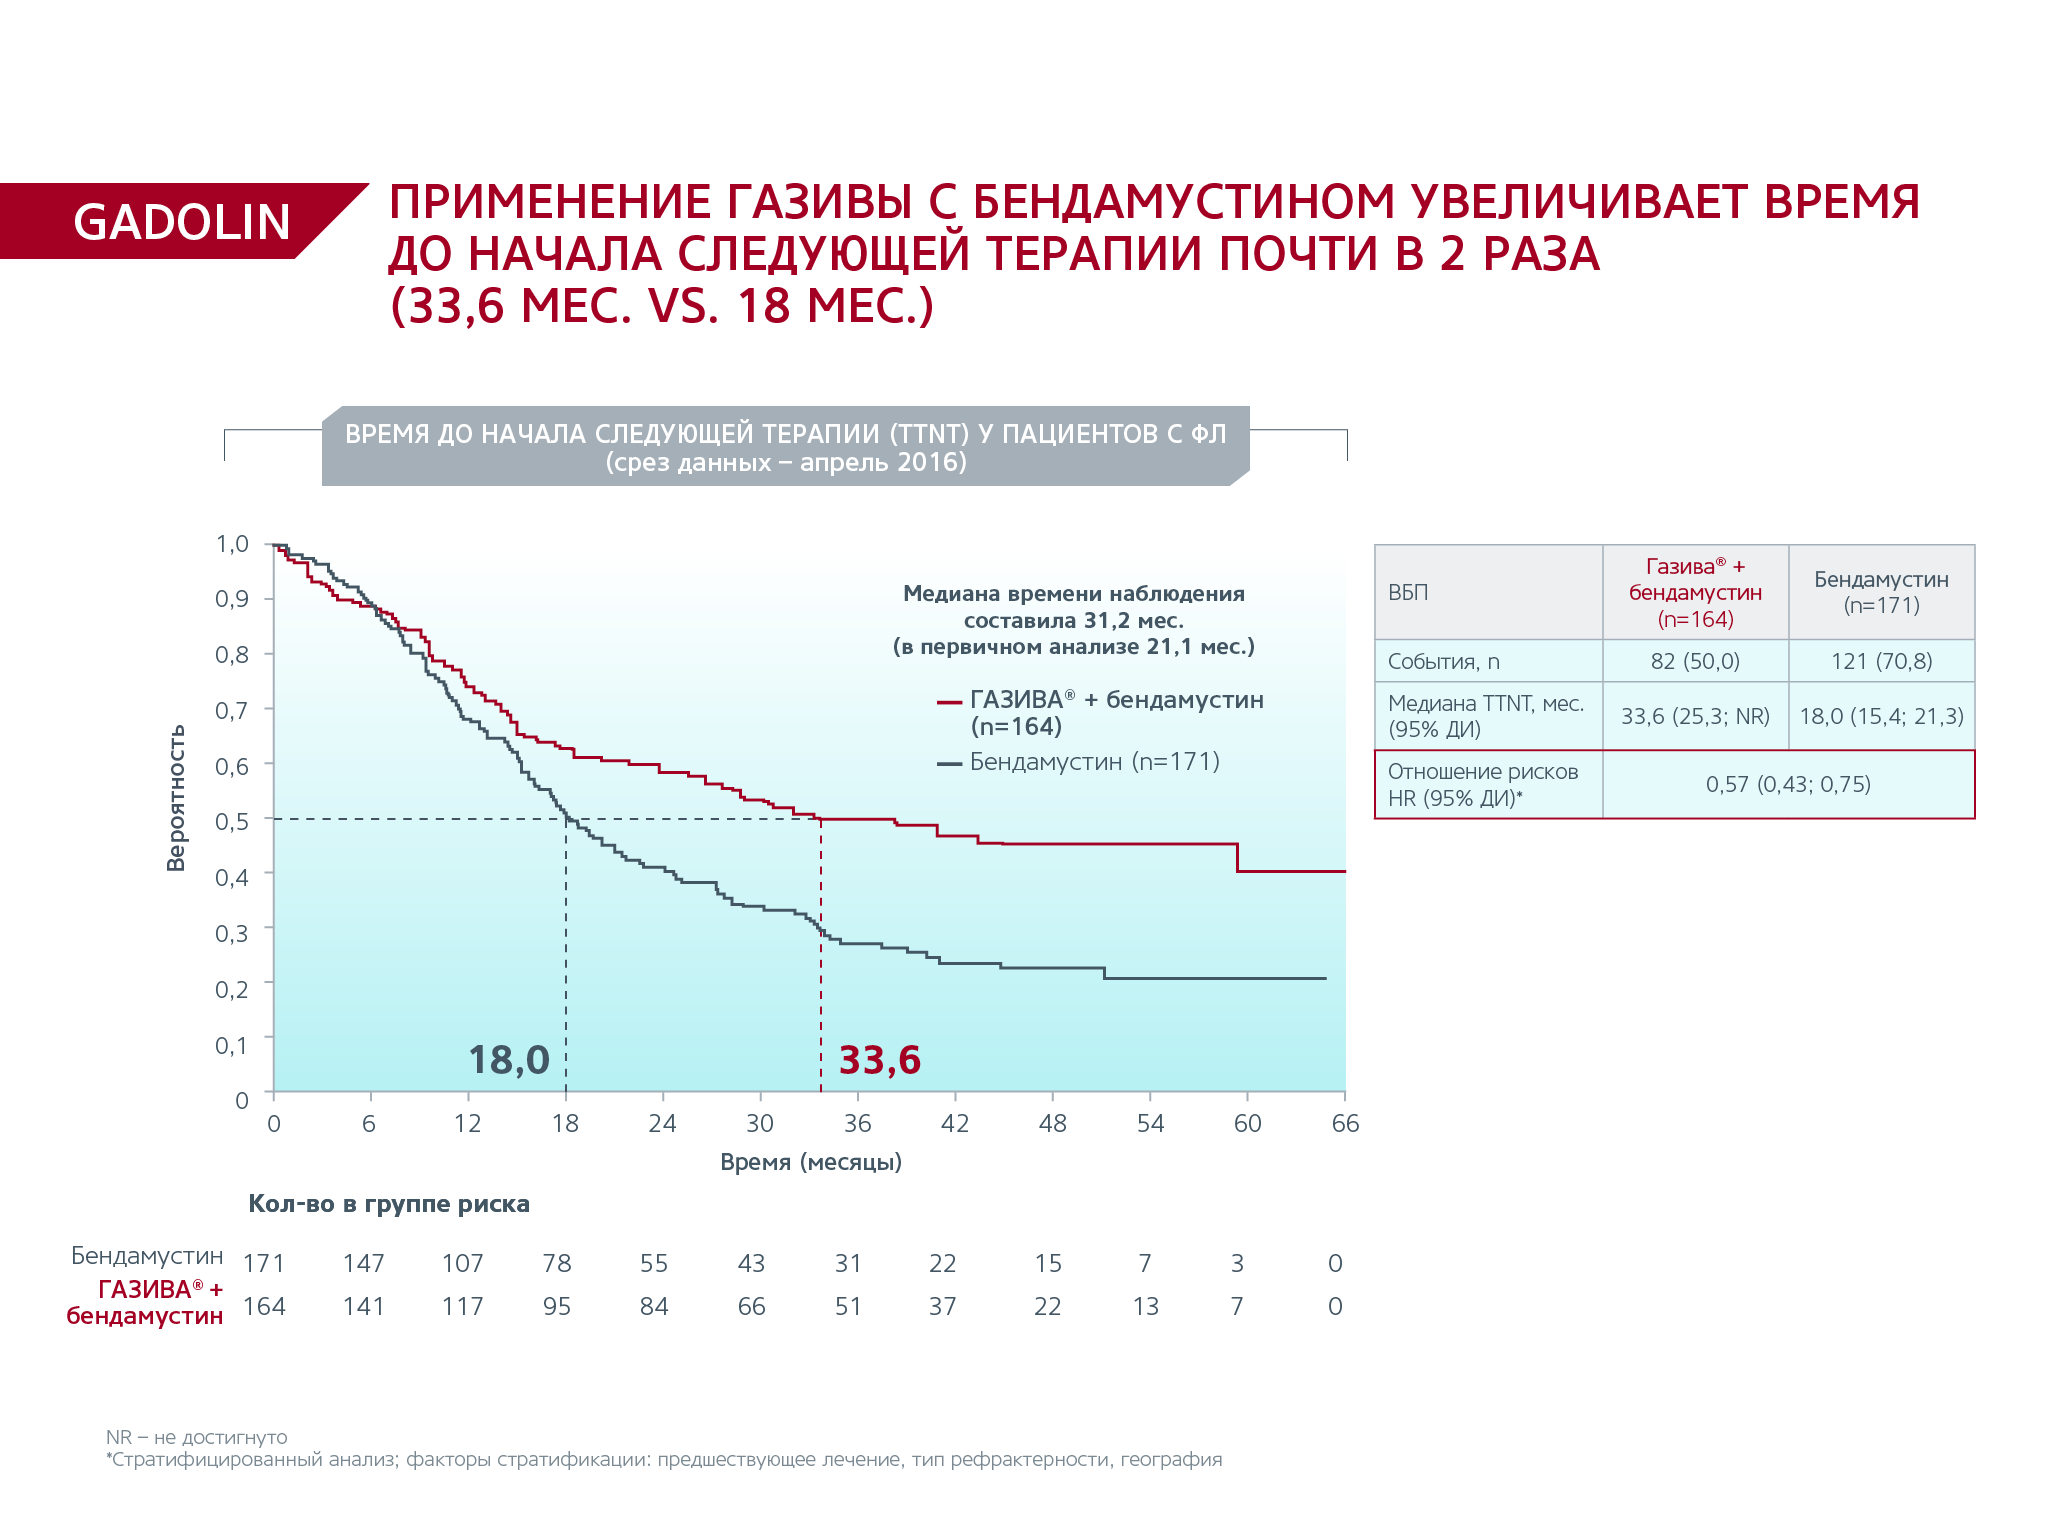 GADOLIN
ПРИМЕНЕНИЕ ГАЗИВЫ С БЕНДАМУСТИНОМ УВЕЛИЧИВАЕТ ВРЕМЯ
ДО НАЧАЛА СЛЕДУЮЩЕЙ ТЕРАПИИ ПОЧТИ В 2 РАЗА
(33,6 МЕС. VS. 18 МЕС.)
ВРЕМЯ ДО НАЧАЛА СЛЕДУЮЩЕЙ ТЕРАПИИ (TTNT) У ПАЦИЕНТОВ С ФЛ
(срез данных – апрель 2016)
Вероятность
1,0
0,9
0,8
0,7
0,6
0,5
0,4
0,3
0,2
0,1
0
Медиана времени наблюдения
составила 31,2 мес.
(в первичном анализе 21,1 мес.)
ГАЗИВА® + бендамустин
(n=164)
Бендамустин (n=171)
18,0 33,6
0 6 12 18 24 30 36 42 48 54 60 66
Время (месяцы)
Кол-во в группе риска
Бендамустин 171 147 107 78 55 43 31 22 15 7 3 0
ГАЗИВА® +
бендамустин 164 141 117 95 84 66 51 37 22 13 7 0
ВБП
Газива® +
бендамустин
(n=164)
Бендамустин
(n=171)
События, n 82 (50,0) 121 (70,8)
Медиана TTNT, мес.
(95% ДИ) 33,6 (25,3; NR) 18,0 (15,4; 21,3)
Отношение рисков
HR (95% ДИ)* 0,57 (0,43; 0,75)
NR – не достигнуто
*Стратифицированный анализ; факторы стратификации: предшествующее лечение, тип рефрактерности, география